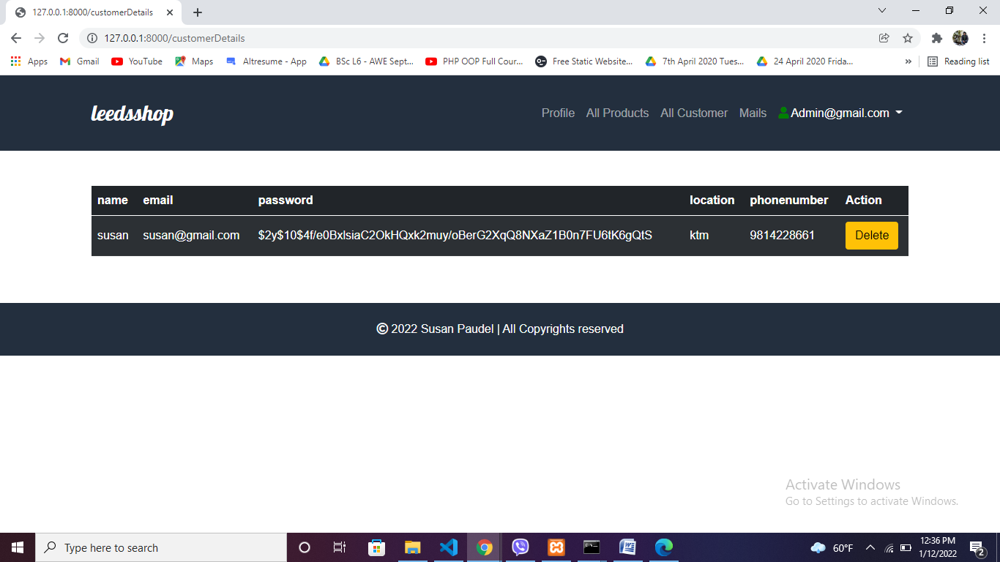 127.0.0.1:8000/customerDetails
127.0.0.1:8000/customerDetails
Apps Gmail YouTube Maps Altresume - App BSc L6 - AWE Sept... PHP OOP Full Cour... Free Static Website... 7th April 2020 Tues... 24 April 2020 Frida... » Reading list
leedsshop Profile All Products All Customer Mails Admin@gmail.com
name email password location phonenumber Action
susan susan@gmail.com $2y$10$4f/e0BxlsiaC2OkHQxk2muy/oBerG2XqQ8NXaZ1B0n7FU6tK6gQtS ktm 9814228661 Delete
© 2022 Susan Paudel | All Copyrights reserved
Activate Windows
Go to Settings to activate Windows.
Type here to search 60°F 12:36 PM
1/12/2022 2